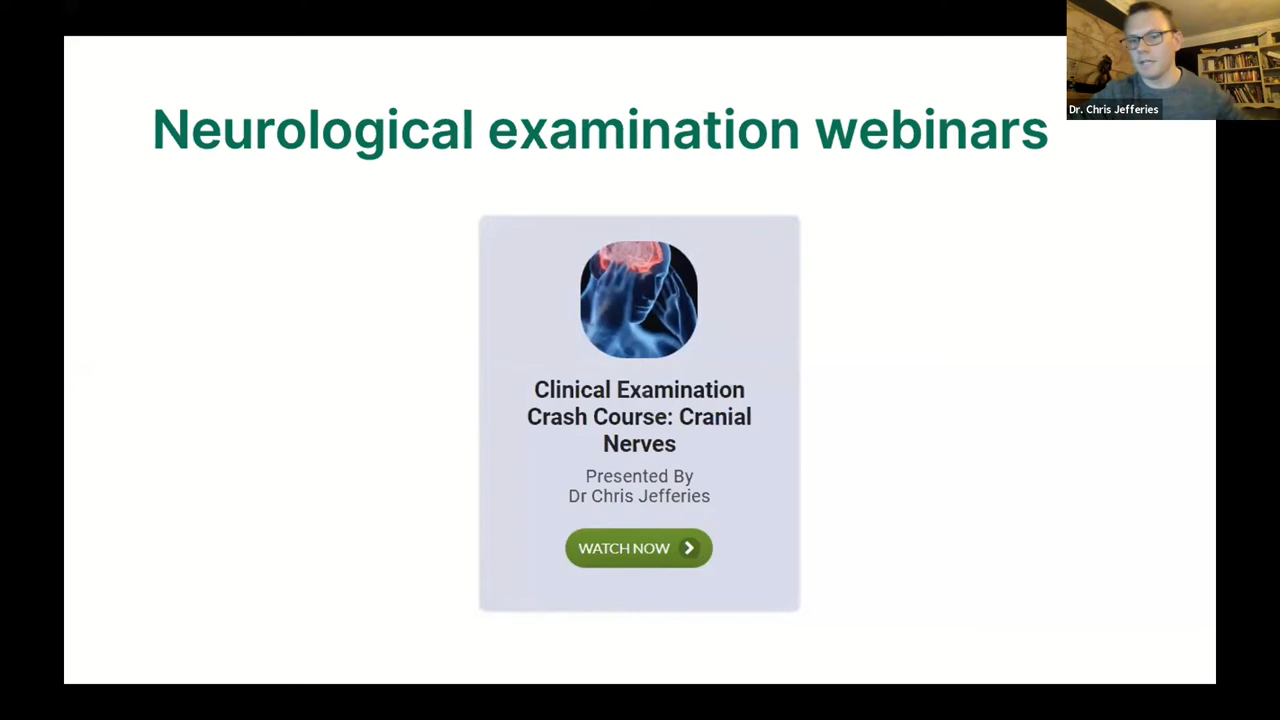 Neurological examination webinars
Dr. Chris Jefferies
Clinical Examination
Crash Course: Cranial
Nerves
Presented By
Dr Chris Jefferies
WATCH NOW